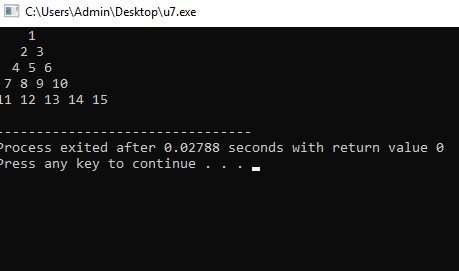 C:\Users\Admin\Desktop\u7.exe
1
2 3
4 5 6
7 8 9 10
11 12 13 14 15
--------------------------------
Process exited after 0.02788 seconds with return value 0
Press any key to continue . . .